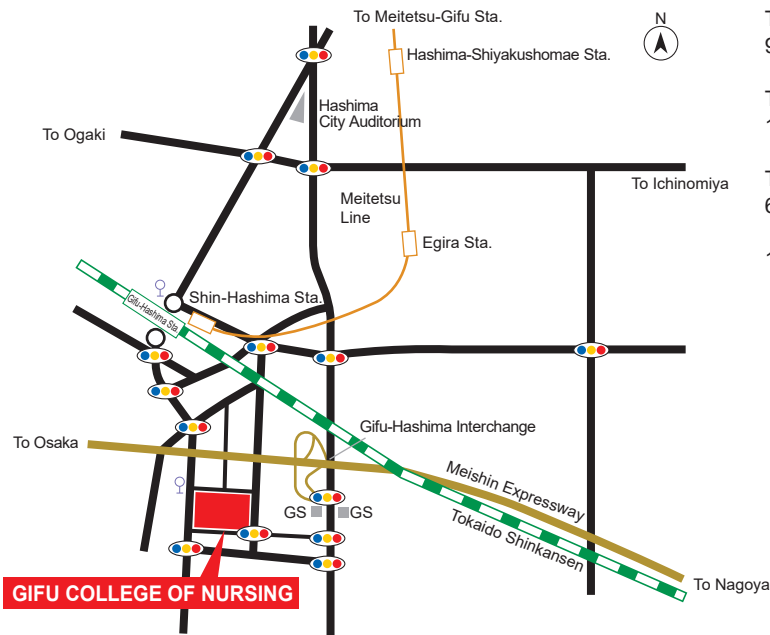 To Meitetsu-Gifu Sta.
N
Hashima-Shiyakushomae Sta.
Hashima
City Auditorium
To Ogaki
To Ichinomiya
Meitetsu
Line
Egira Sta.
Shin-Hashima Sta.
Gifu-Hashima Sta.
Gifu-Hashima Interchange
To Osaka
Meishin Expressway
GS
GS
Tokaido Shinkansen
To Nagoya
GIFU COLLEGE OF NURSING